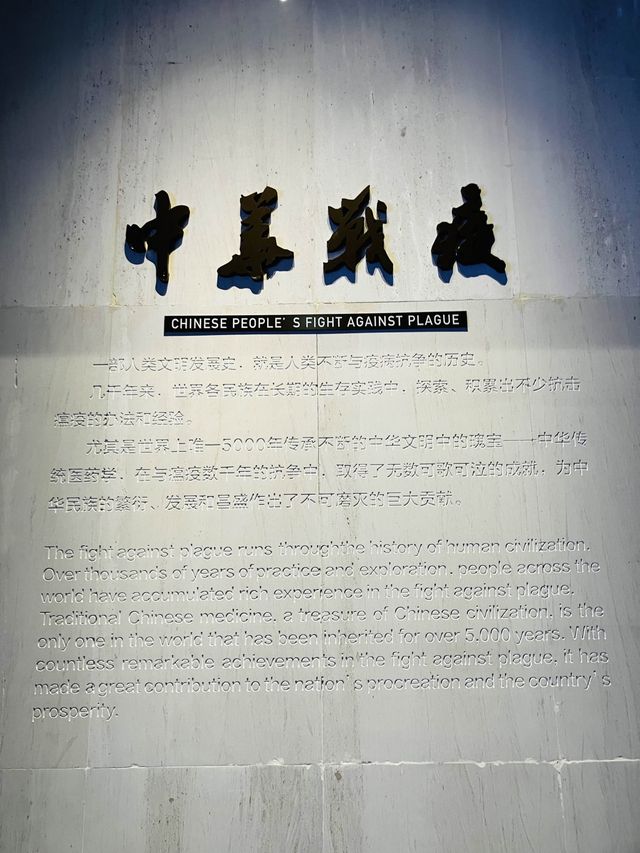 中华战疫
CHINESE PEOPLE' S FIGHT AGAINST PLAGUE
一部人类文明发展史，就是人类不断与疫病抗争的历史。
几千年来，世界各民族在长期的生存实践中，探索、积累出不少抗击
瘟疫的办法和经验。
尤其是世界上唯一5000年传承不断的中华文明中的瑰宝——中华传
统医药学，在与瘟疫数千年的抗争中，取得了无数可歌可泣的成就，为中
华民族的繁衍、发展和昌盛作出了不可磨灭的巨大贡献。
The fight against plague runs throughthe history of human civilization.
Over thousands of years of practice and exploration, people across the
world have accumulated rich experience in the fight against plague.
Traditional Chinese medicine, a treasure of Chinese civilization, is the
only one in the world that has been inherited for over 5,000 years. With
countless remarkable achievements in the fight against plague, it has
made a great contribution to the nation' s procreation and the country' s
prosperity.